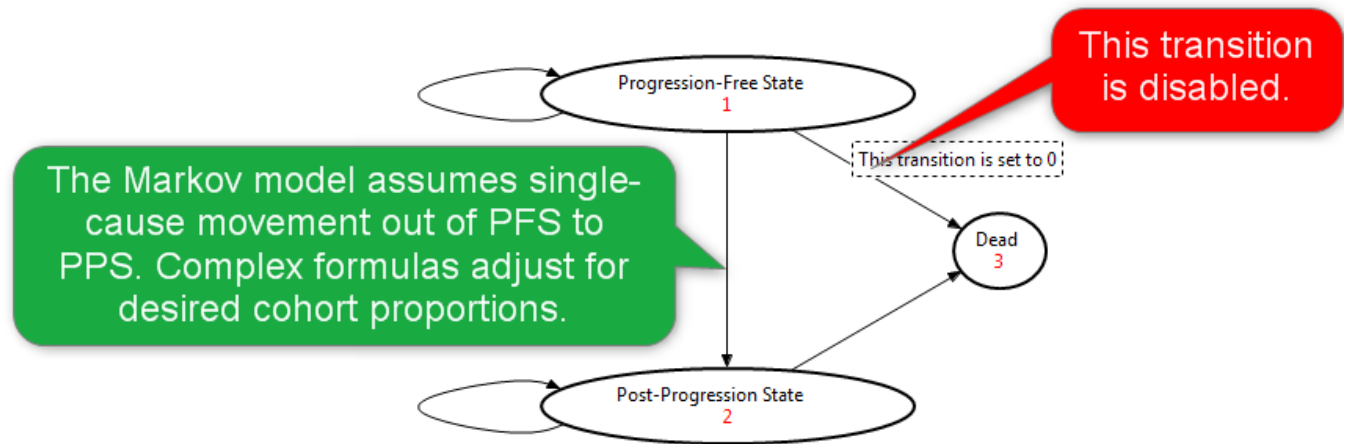 This transition
is disabled.
Progression-Free State
1
This transition is set to 0
The Markov model assumes single-
cause movement out of PFS to
PPS. Complex formulas adjust for
desired cohort proportions.
Dead
3
Post-Progression State
2